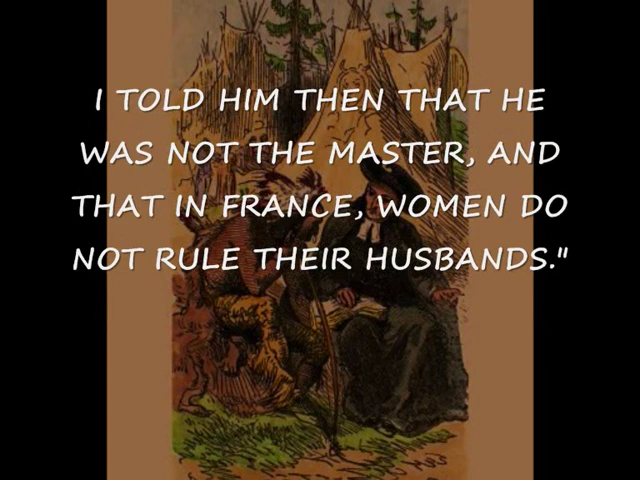 I TOLD HIM THEN THAT HE
WAS NOT THE MASTER, AND
THAT IN FRANCE, WOMEN DO
NOT RULE THEIR HUSBANDS."